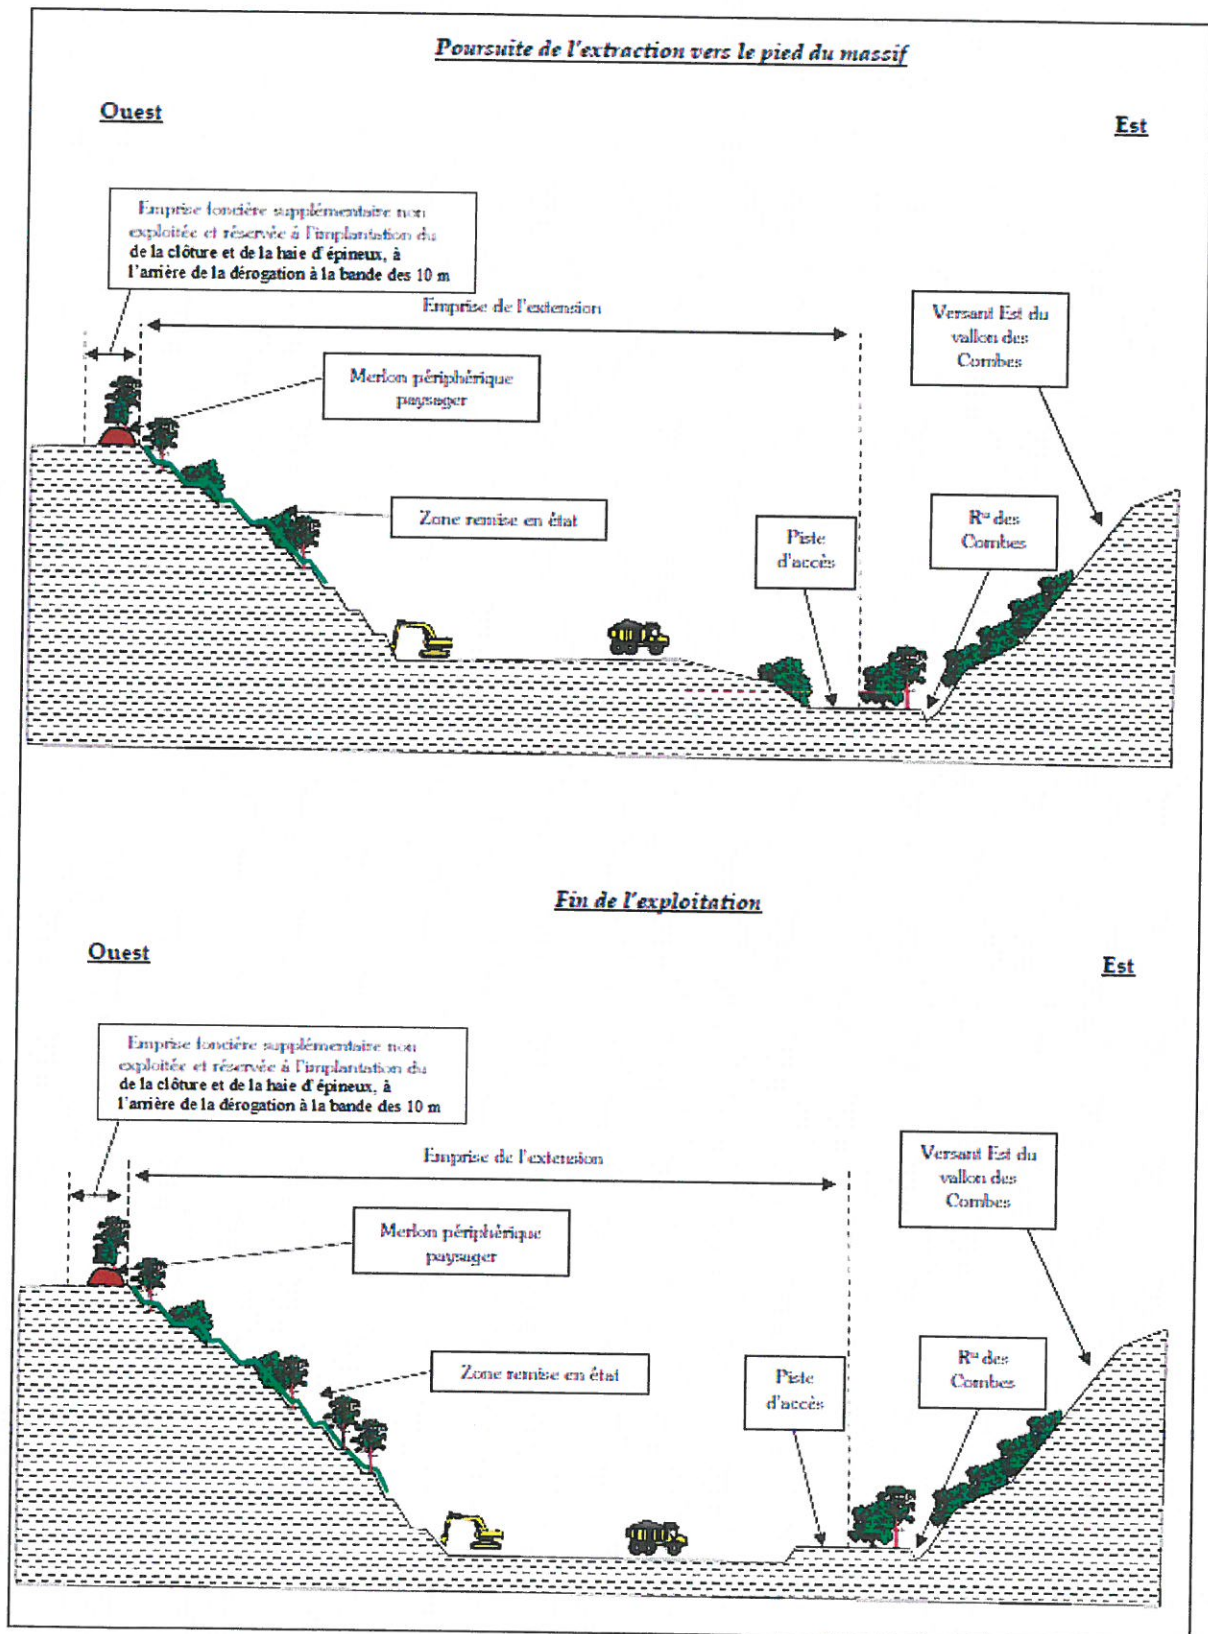 Poursuite de l'extraction vers le pied du massif
Ouest
Est
Emprise foncière supplémentaire non
exploitée et réservée à l'implantation du
de la clôture et de la haie d'épineux, à
l'arrière de la dérogation à la bande des 10 m
Emprise de l'extension
Versant Est du
vallon des
Combes
Merlon périphérique
paysager
Zone remise en état
Piste
d'accès
Rᵘ des
Combes
Fin de l'exploitation
Ouest
Est
Emprise foncière supplémentaire non
exploitée et réservée à l'implantation du
de la clôture et de la haie d'épineux, à
l'arrière de la dérogation à la bande des 10 m
Emprise de l'extension
Versant Est du
vallon des
Combes
Merlon périphérique
paysager
Zone remise en état
Piste
d'accès
Rᵘ des
Combes